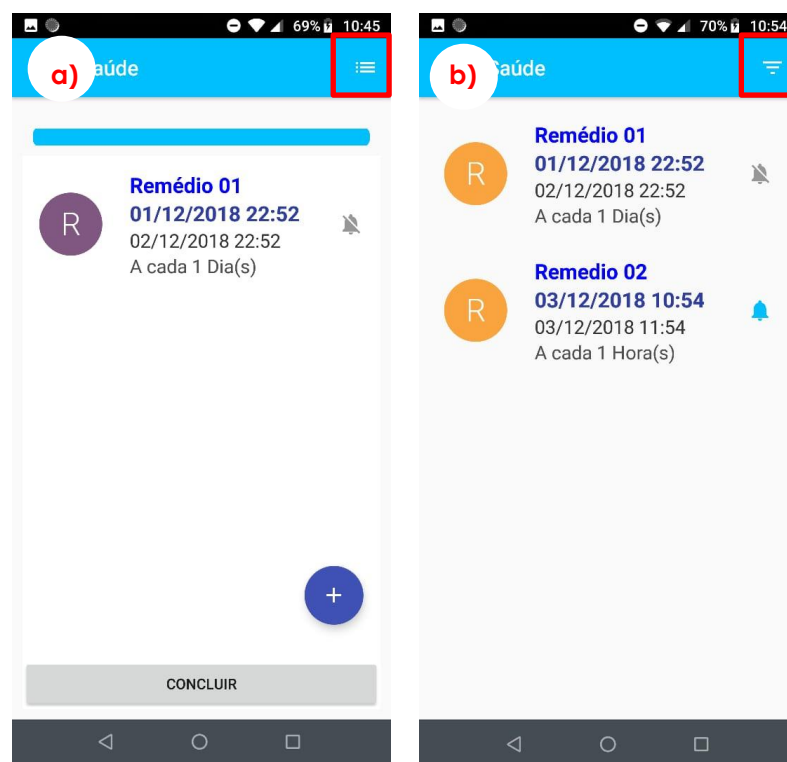 69% 10:45
a) aúde
R
Remédio 01
01/12/2018 22:52
02/12/2018 22:52
A cada 1 Dia(s)
+
CONCLUIR
70% 10:54
b) Saúde
R
Remédio 01
01/12/2018 22:52
02/12/2018 22:52
A cada 1 Dia(s)
R
Remedio 02
03/12/2018 10:54
03/12/2018 11:54
A cada 1 Hora(s)